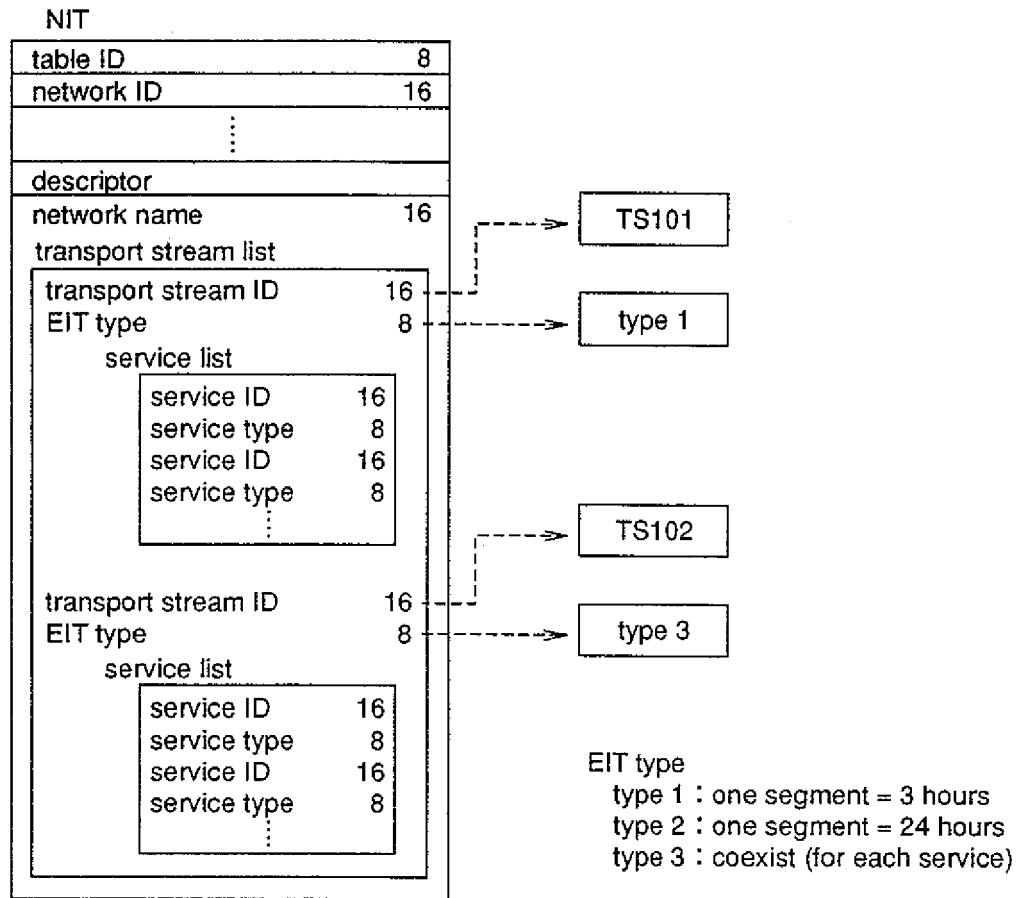 NIT
table ID 8
network ID 16
descriptor
network name 16
transport stream list
transport stream ID 16
EIT type 8
service list
service ID 16
service type 8
service ID 16
service type 8
TS101
type 1
transport stream ID 16
EIT type 8
service list
service ID 16
service type 8
service ID 16
service type 8
TS102
type 3
EIT type
type 1 : one segment = 3 hours
type 2 : one segment = 24 hours
type 3 : coexist (for each service)